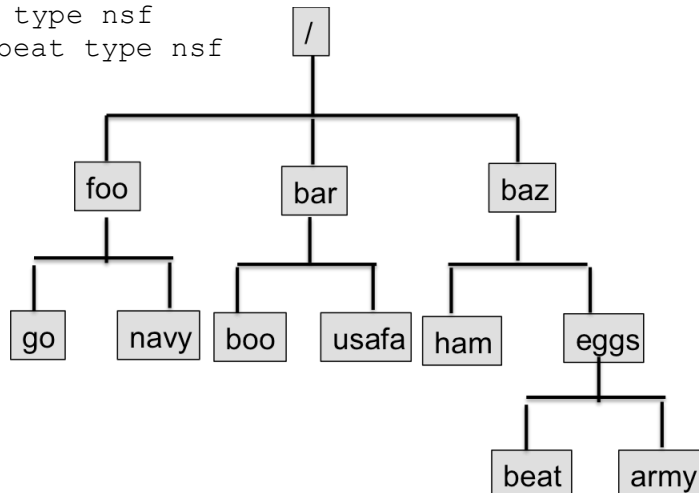 type nsf
beat type nsf
/
foo bar baz
go navy boo usafa ham eggs
beat army